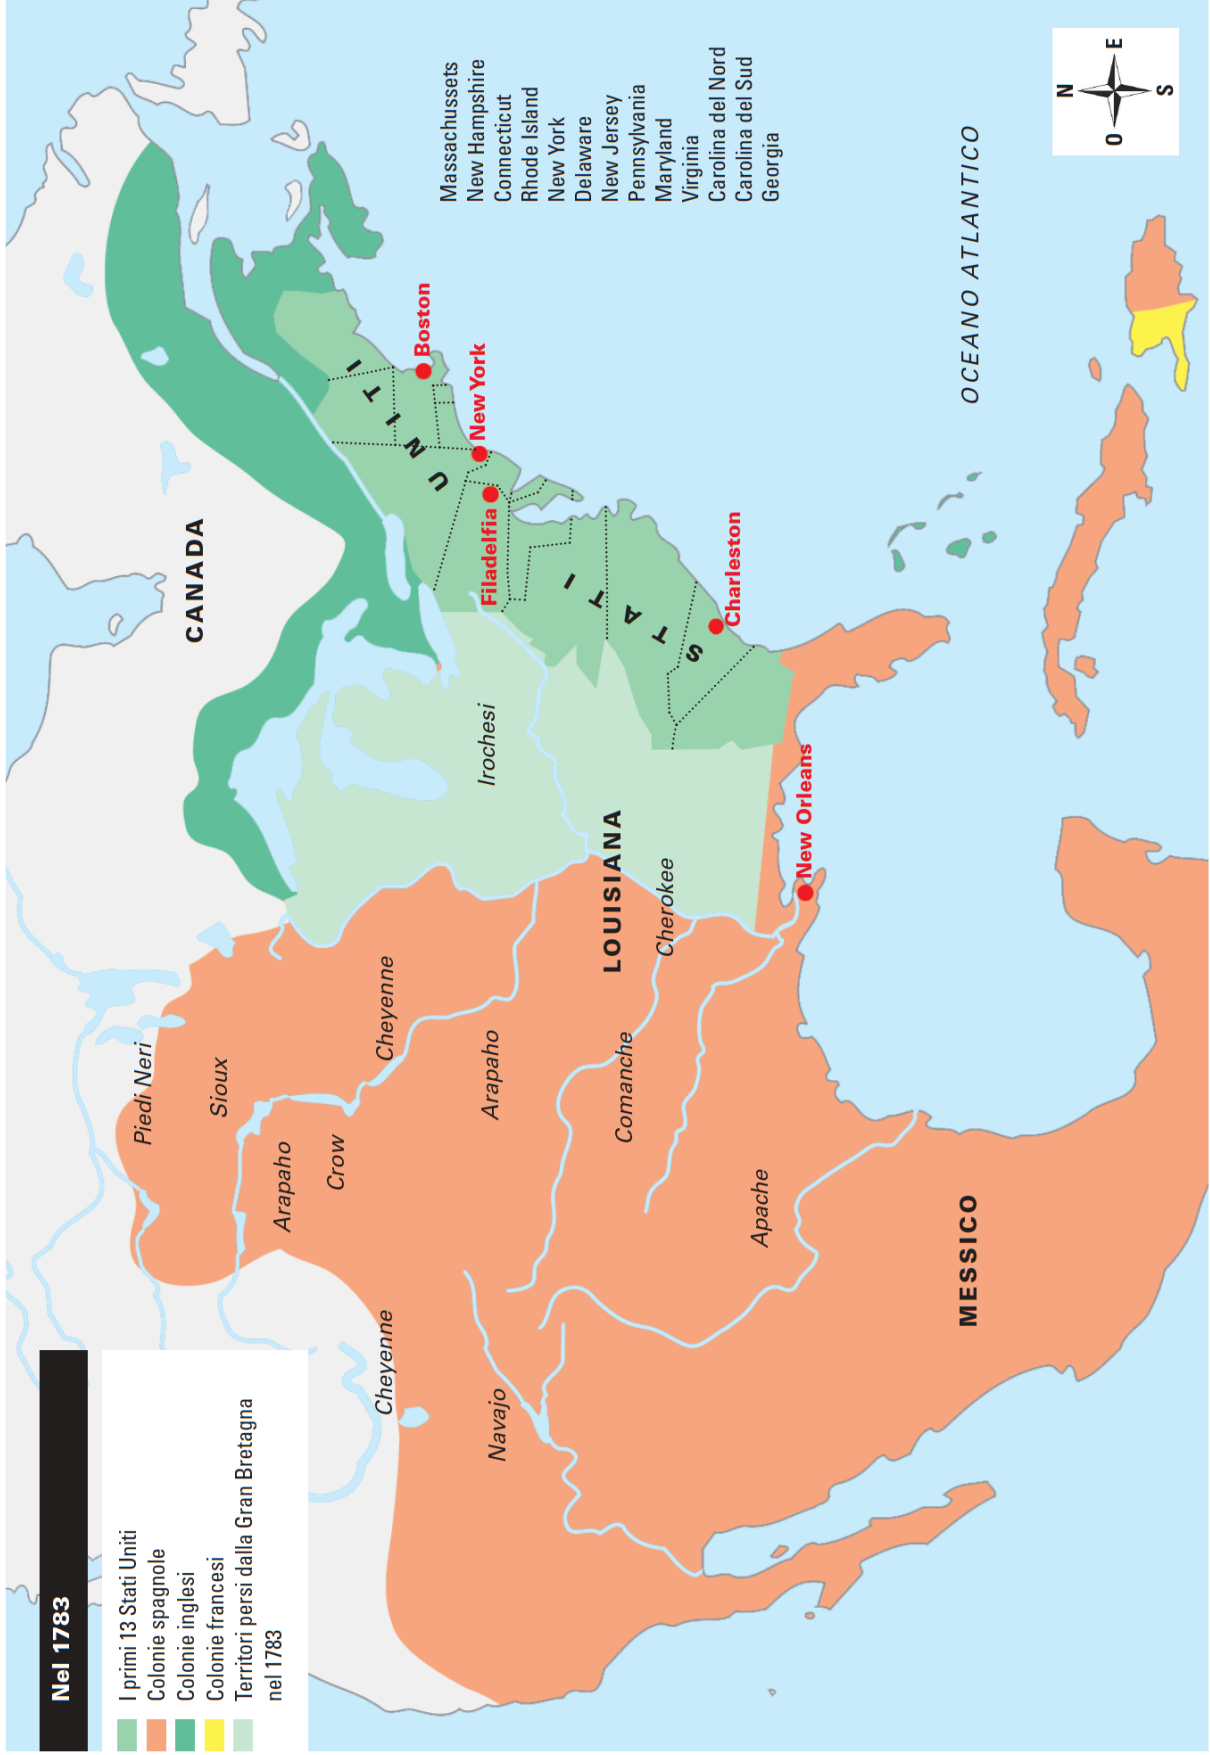 Nel 1783
I primi 13 Stati Uniti
Colonie spagnole
Colonie inglesi
Colonie francesi
Territori persi dalla Gran Bretagna
nel 1783
CANADA
Piedi Neri
Sioux
Arapaho
Crow
Cheyenne
Cheyenne
Arapaho
Navajo
Comanche
Apache
LOUISIANA
Cherokee
Irochesi
STATI UNITI
Boston
New York
Filadelfia
Charleston
New Orleans
MESSICO
OCEANO ATLANTICO
Massachussets
New Hampshire
Connecticut
Rhode Island
New York
Delaware
New Jersey
Pennsylvania
Maryland
Virginia
Carolina del Nord
Carolina del Sud
Georgia
N
O
E
S